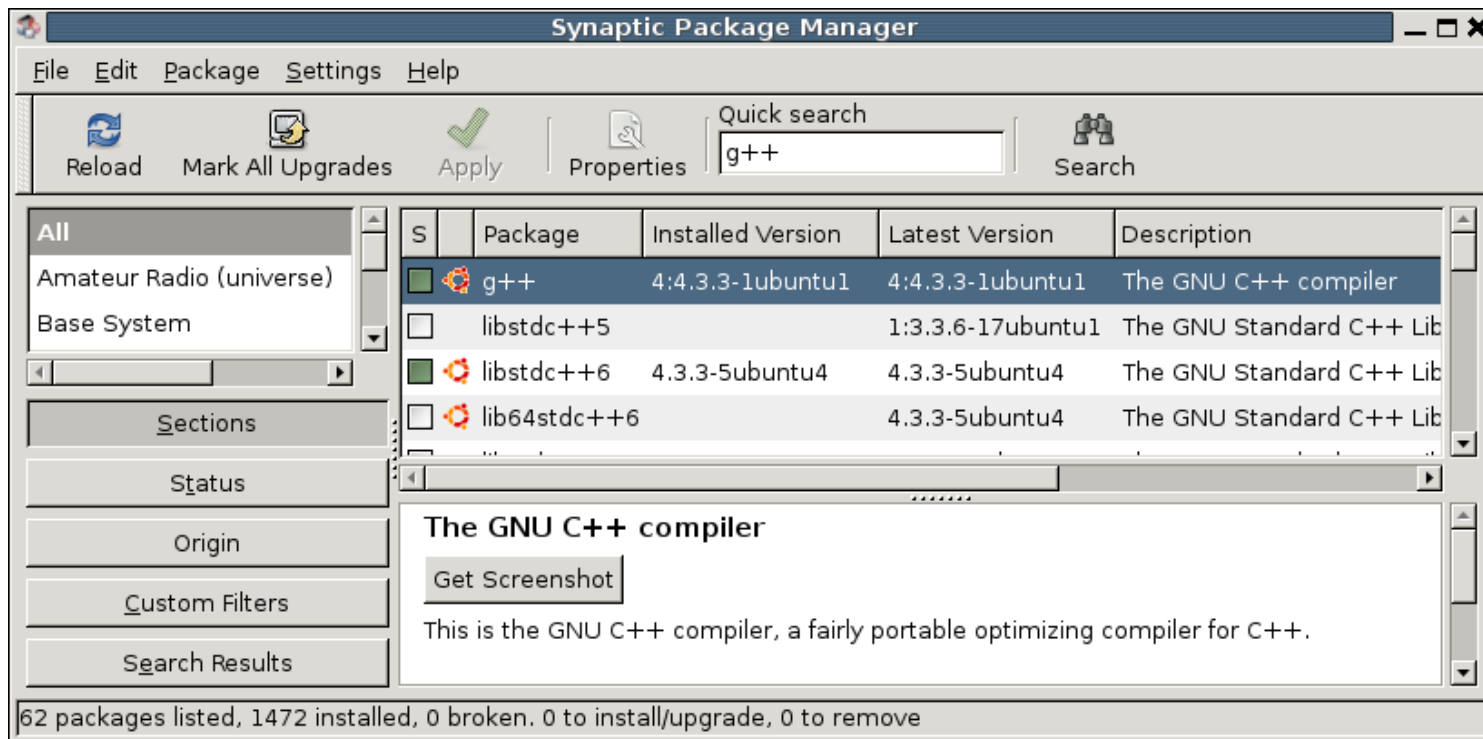 Synaptic Package Manager
File Edit Package Settings Help
Reload Mark All Upgrades Apply Properties Quick search g++ Search
All
Amateur Radio (universe)
Base System
Sections
Status
Origin
Custom Filters
Search Results
S Package Installed Version Latest Version Description
g++ 4:4.3.3-1ubuntu1 4:4.3.3-1ubuntu1 The GNU C++ compiler
libstdc++5 1:3.3.6-17ubuntu1 The GNU Standard C++ Lib
libstdc++6 4.3.3-5ubuntu4 4.3.3-5ubuntu4 The GNU Standard C++ Lib
lib64stdc++6 4.3.3-5ubuntu4 The GNU Standard C++ Lib
The GNU C++ compiler
Get Screenshot
This is the GNU C++ compiler, a fairly portable optimizing compiler for C++.
62 packages listed, 1472 installed, 0 broken. 0 to install/upgrade, 0 to remove